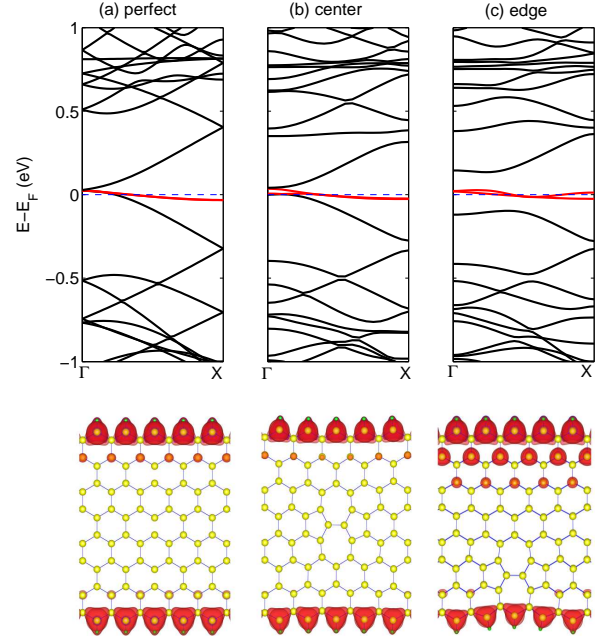 (a) perfect (b) center (c) edge
1
0.5
0
−0.5
−1
E−E_F (eV)
Γ X Γ X Γ X